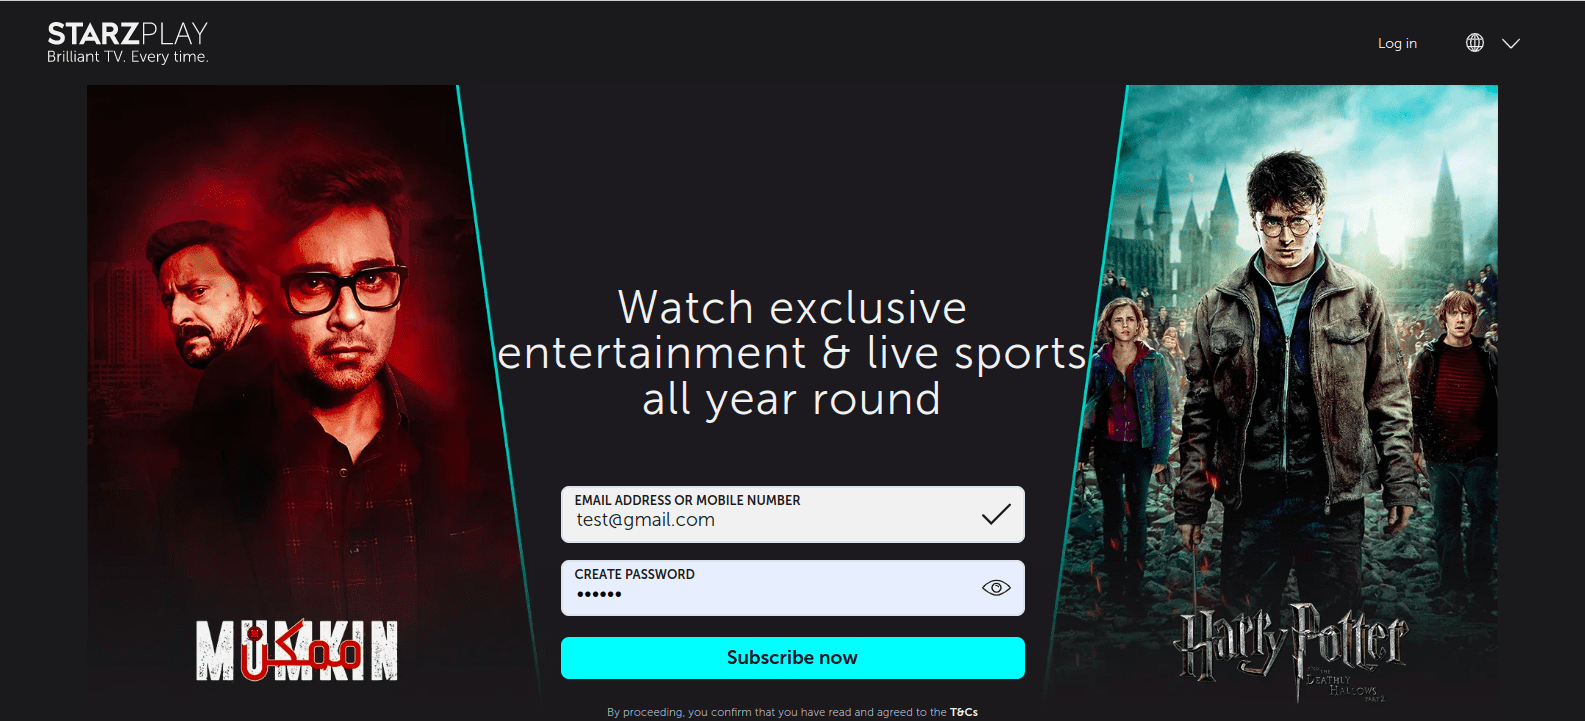 STARZPLAY
Brilliant TV. Every time.
Log in
Watch exclusive
entertainment & live sports
all year round
EMAIL ADDRESS OR MOBILE NUMBER
test@gmail.com
CREATE PASSWORD
••••••
Subscribe now
By proceeding, you confirm that you have read and agreed to the T&Cs
MUMKIN
ممکن
Harry Potter
AND THE
DEATHLY
HALLOWS
PART 2